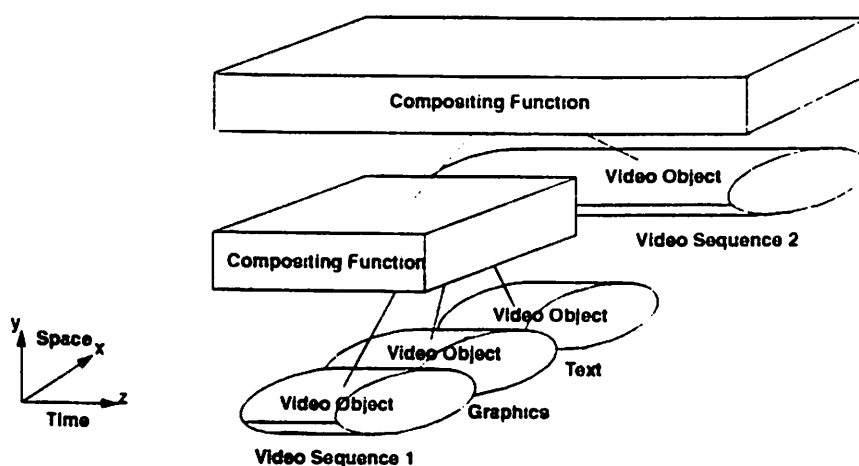 Compositing Function
Video Object
Video Sequence 2
Compositing Function
Video Object
Video Object
Text
Video Object
Graphics
Video Sequence 1
y
Space
x
z
Time